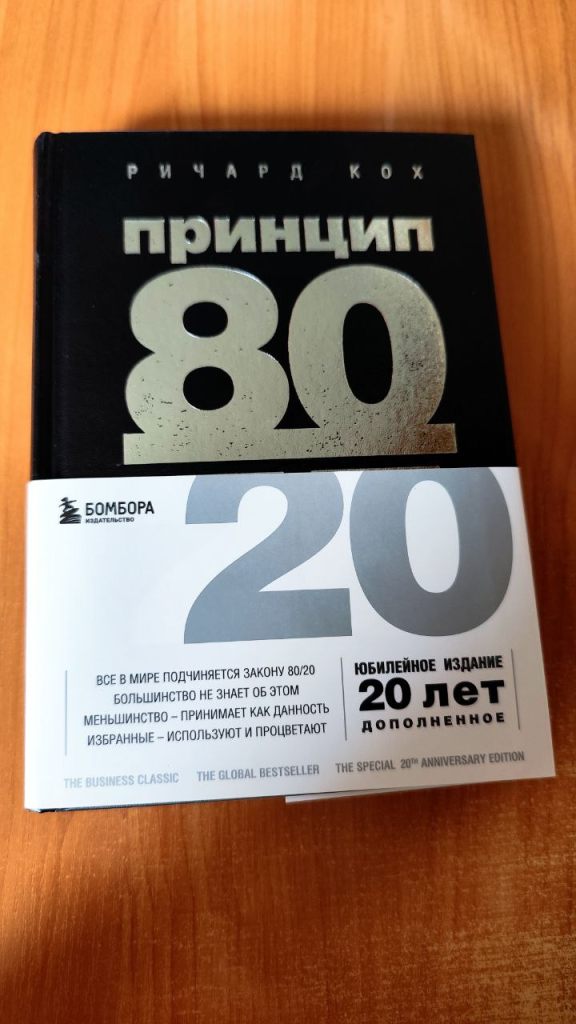 РИЧАРД КОХ
принцип
80
20
БОМБОРА
ИЗДАТЕЛЬСТВО
ВСЕ В МИРЕ ПОДЧИНЯЕТСЯ ЗАКОНУ 80/20
БОЛЬШИНСТВО НЕ ЗНАЕТ ОБ ЭТОМ
МЕНЬШИНСТВО – ПРИНИМАЕТ КАК ДАННОСТЬ
ИЗБРАННЫЕ – ИСПОЛЬЗУЮТ И ПРОЦВЕТАЮТ
ЮБИЛЕЙНОЕ ИЗДАНИЕ
20 лет
ДОПОЛНЕННОЕ
THE BUSINESS CLASSIC THE GLOBAL BESTSELLER THE SPECIAL 20TH ANNIVERSARY EDITION